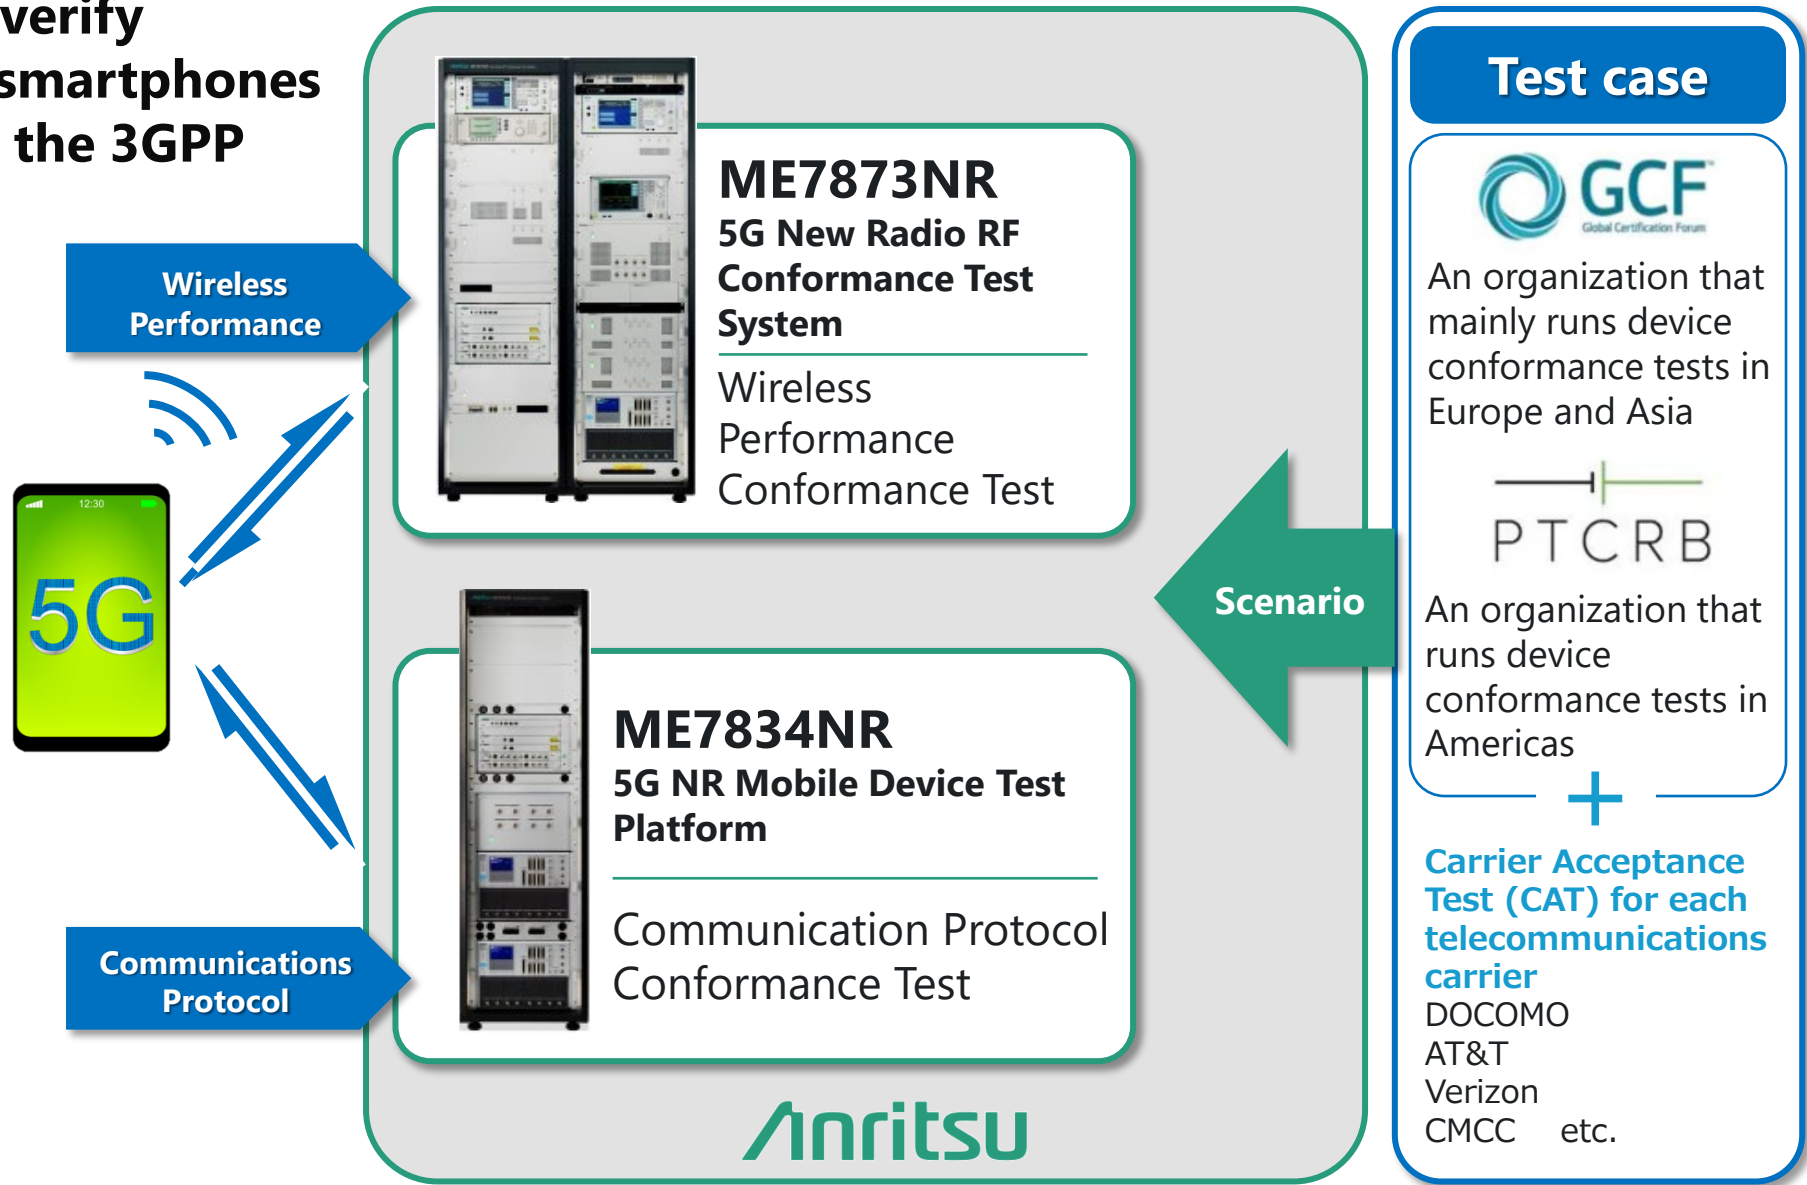 verify
smartphones
the 3GPP
Wireless
Performance
12:30
5G
Communications
Protocol
ME7873NR
5G New Radio RF
Conformance Test
System
Wireless
Performance
Conformance Test
ME7834NR
5G NR Mobile Device Test
Platform
Communication Protocol
Conformance Test
Anritsu
Scenario
Test case
GCF™
Global Certification Forum
An organization that
mainly runs device
conformance tests in
Europe and Asia
PTCRB
An organization that
runs device
conformance tests in
Americas
+
Carrier Acceptance
Test (CAT) for each
telecommunications
carrier
DOCOMO
AT&T
Verizon
CMCC etc.